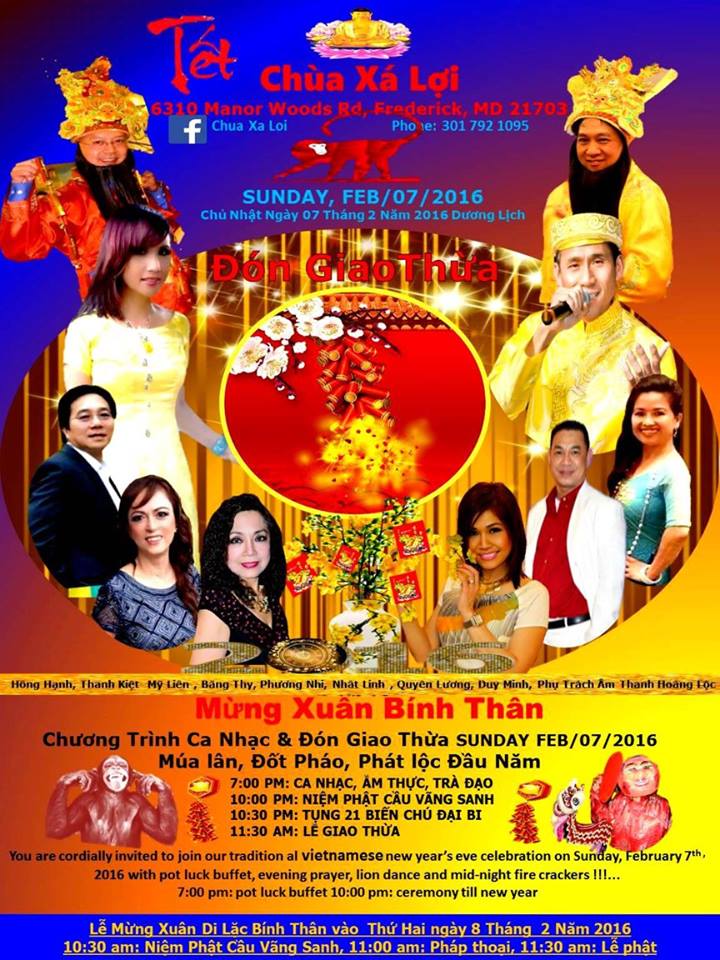 Tết
Chùa Xá Lợi
6310 Manor Woods Rd, Frederick, MD 21703
f Chua Xa Loi Phone: 301 792 1095
SUNDAY, FEB/07/2016
Chủ Nhật Ngày 07 Tháng 2 Năm 2016 Dương Lịch
Đón GiaoThừa
2016
Hồng Hạnh, Thanh Kiệt Mỹ Liên , Băng Thy, Phương Nhi, Nhât Linh , Quyên Lương, Duy Minh, Phụ Trách Âm Thanh Hoàng Lộc
Mừng Xuân Bính Thân
Chương Trình Ca Nhạc & Đón Giao Thừa SUNDAY FEB/07/2016
Múa lân, Đốt Pháo, Phát lộc Đầu Năm
7:00 PM: CA NHẠC, ẨM THỰC, TRÀ ĐẠO
10:00 PM: NIỆM PHẬT CẦU VÃNG SANH
10:30 PM: TỤNG 21 BIẾN CHÚ ĐẠI BI
11:30 AM: LỄ GIAO THỪA
You are cordially invited to join our tradition al vietnamese new year's eve celebration on Sunday, February 7th,
2016 with pot luck buffet, evening prayer, lion dance and mid-night fire crackers !!!...
7:00 pm: pot luck buffet 10:00 pm: ceremony till new year
Lễ Mừng Xuân Di Lặc Bính Thân vào Thứ Hai ngày 8 Tháng 2 Năm 2016
10:30 am: Niệm Phật Cầu Vãng Sanh, 11:00 am: Pháp thoại, 11:30 am: Lễ phật